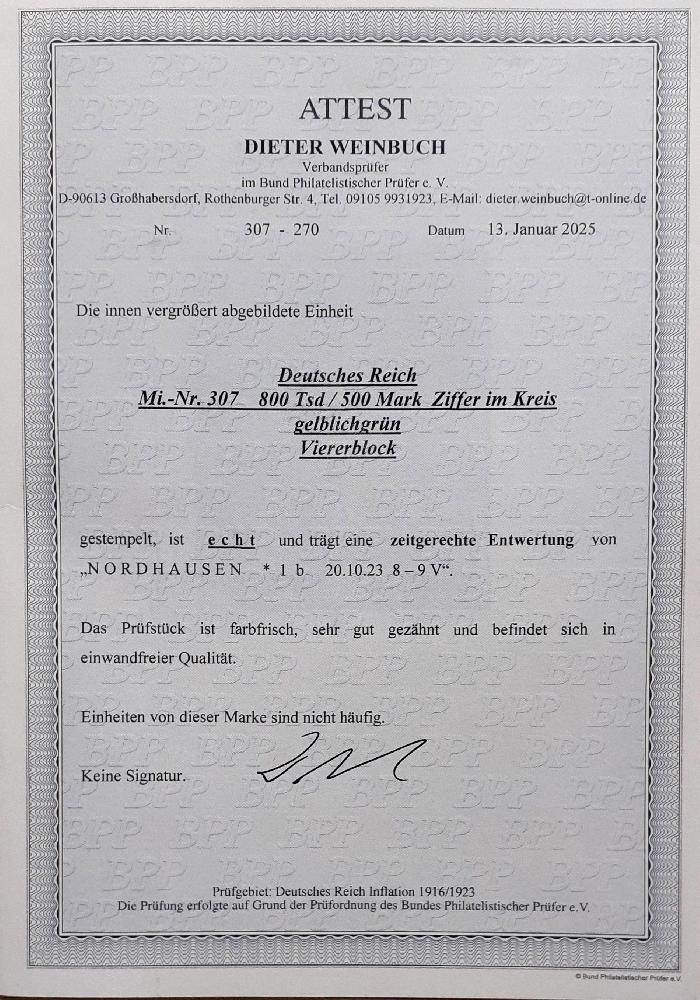 ATTEST
DIETER WEINBUCH
Verbandsprüfer
im Bund Philatelistischer Prüfer e. V.
D-90613 Großhabersdorf, Rothenburger Str. 4, Tel. 09105 9931923, E-Mail: dieter.weinbuch@t-online.de
Nr. 307 - 270 Datum 13. Januar 2025
Die innen vergrößert abgebildete Einheit
Deutsches Reich
Mi.-Nr. 307 800 Tsd / 500 Mark Ziffer im Kreis
gelblichgrün
Viererblock
gestempelt, ist echt und trägt eine zeitgerechte Entwertung von
„NORDHAUSEN * 1 b 20.10.23 8–9 V“.
Das Prüfstück ist farbfrisch, sehr gut gezähnt und befindet sich in
einwandfreier Qualität.
Einheiten von dieser Marke sind nicht häufig.
Keine Signatur.
Prüfgebiet: Deutsches Reich Inflation 1916/1923
Die Prüfung erfolgte auf Grund der Prüfordnung des Bundes Philatelistischer Prüfer e.V.
© Bund Philatelistischer Prüfer e.V.